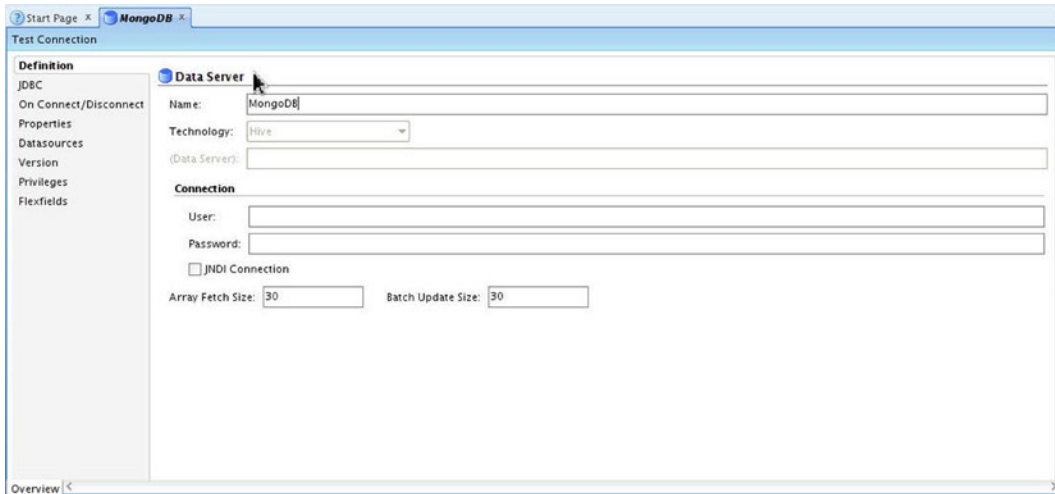 Start Page x MongoDB x
Test Connection
Definition
JDBC
On Connect/Disconnect
Properties
Datasources
Version
Privileges
Flexfields
Data Server
Name: MongoDB
Technology: Hive
(Data Server):
Connection
User:
Password:
JNDI Connection
Array Fetch Size: 30 Batch Update Size: 30
Overview